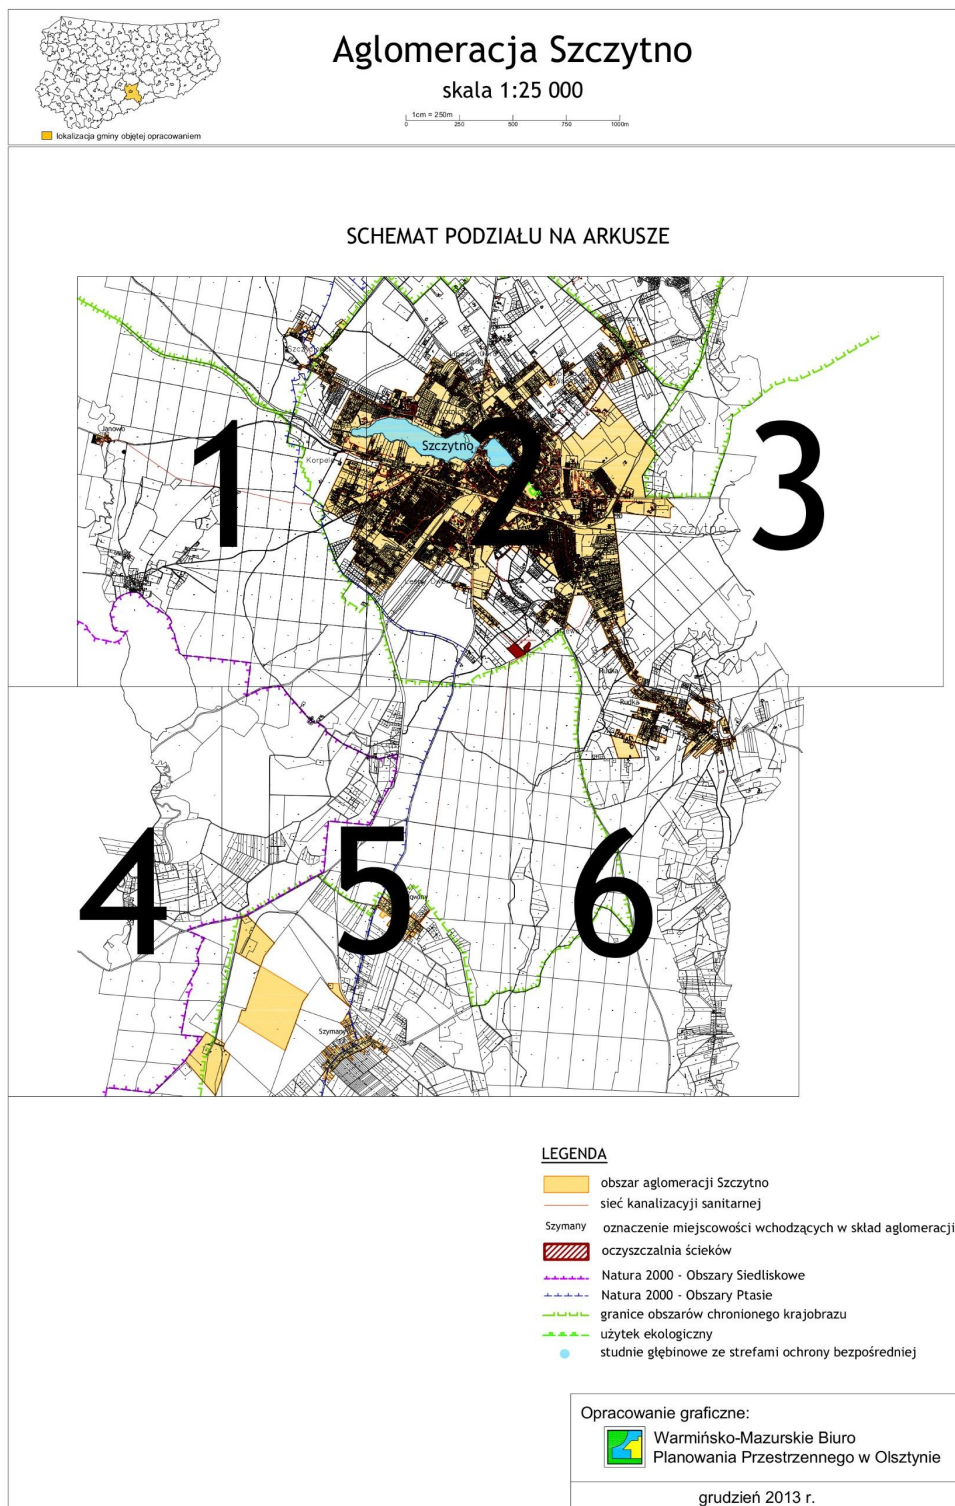 Aglomeracja Szczytno
skala 1:25 000
1cm = 250m
0 250 500 750 1000m
lokalizacja gminy objętej opracowaniem
SCHEMAT PODZIAŁU NA ARKUSZE
Janowo
Korpele
Szczytno
Szczytno
1
2
3
Rudka
Rudka
4
5
6
Szymany
LEGENDA
obszar aglomeracji Szczytno
sieć kanalizacyji sanitarnej
Szymany oznaczenie miejscowości wchodzących w skład aglomeracji
oczyszczalnia ścieków
Natura 2000 - Obszary Siedliskowe
Natura 2000 - Obszary Ptasie
granice obszarów chronionego krajobrazu
użytek ekologiczny
studnie głębinowe ze strefami ochrony bezpośredniej
Opracowanie graficzne:
Warmińsko-Mazurskie Biuro
Planowania Przestrzennego w Olsztynie
grudzień 2013 r.